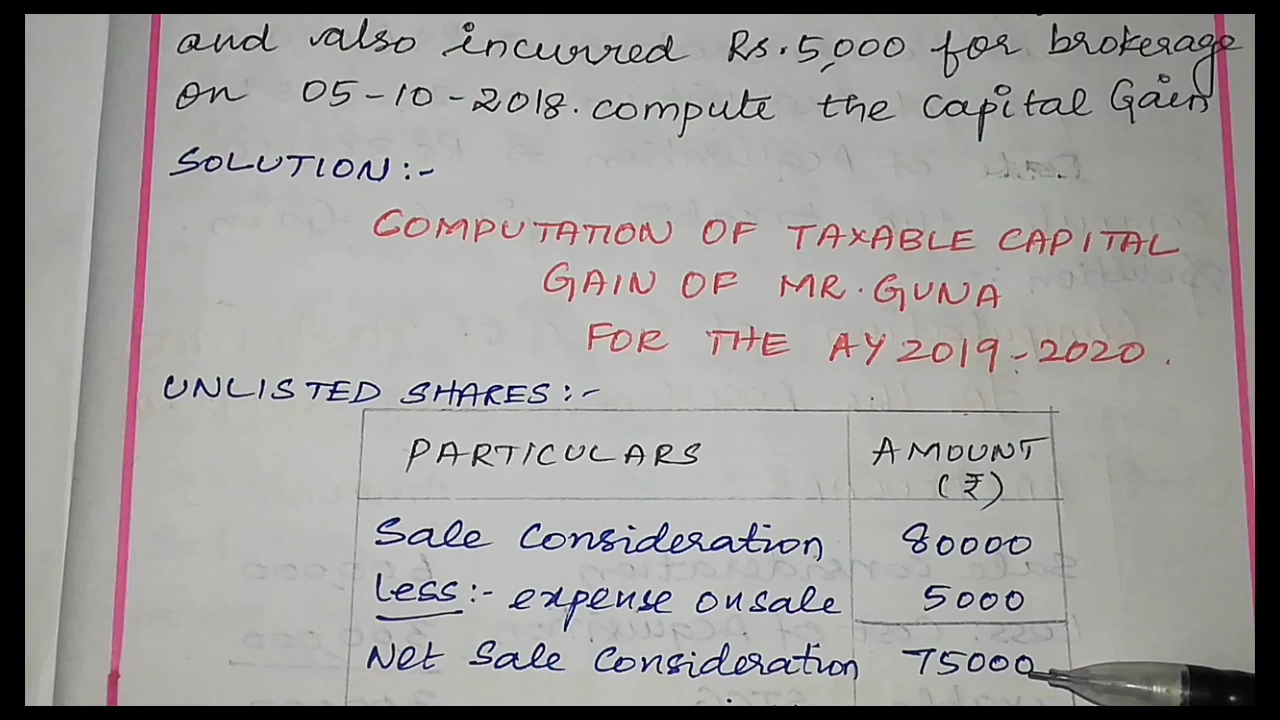 and also incurred Rs.5,000 for brokerage
on 05-10-2018. compute the capital Gain
SOLUTION:-
COMPUTATION OF TAXABLE CAPITAL
GAIN OF MR.GUNA
FOR THE AY 2019-2020.
UNLISTED SHARES:-
PARTICULARS AMOUNT
(₹)
Sale Consideration 80000
Less:- expense on sale 5000
Net Sale Consideration 75000